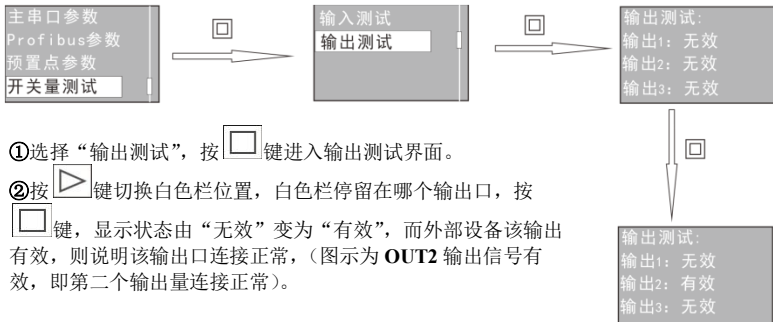 主串口参数
Profibus参数
预置点参数
开关量测试
输入测试
输出测试
输出测试:
输出1: 无效
输出2: 无效
输出3: 无效
①选择“输出测试”，按键进入输出测试界面。
②按键切换白色栏位置，白色栏停留在哪个输出口，按
键，显示状态由“无效”变为“有效”，而外部设备该输出
有效，则说明该输出口连接正常，（图示为 OUT2 输出信号有
效，即第二个输出量连接正常）。
输出测试:
输出1: 无效
输出2: 有效
输出3: 无效